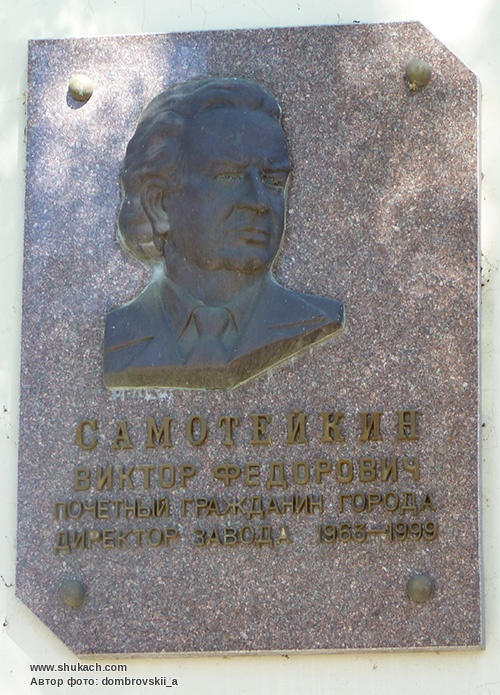 САМОТЕЙКИН
ВИКТОР ФЕДОРОВИЧ
ПОЧЕТНЫЙ ГРАЖДАНИН ГОРОДА
ДИРЕКТОР ЗАВОДА 1963—1999
www.shukach.com
Автор фото: dombrovskii_a